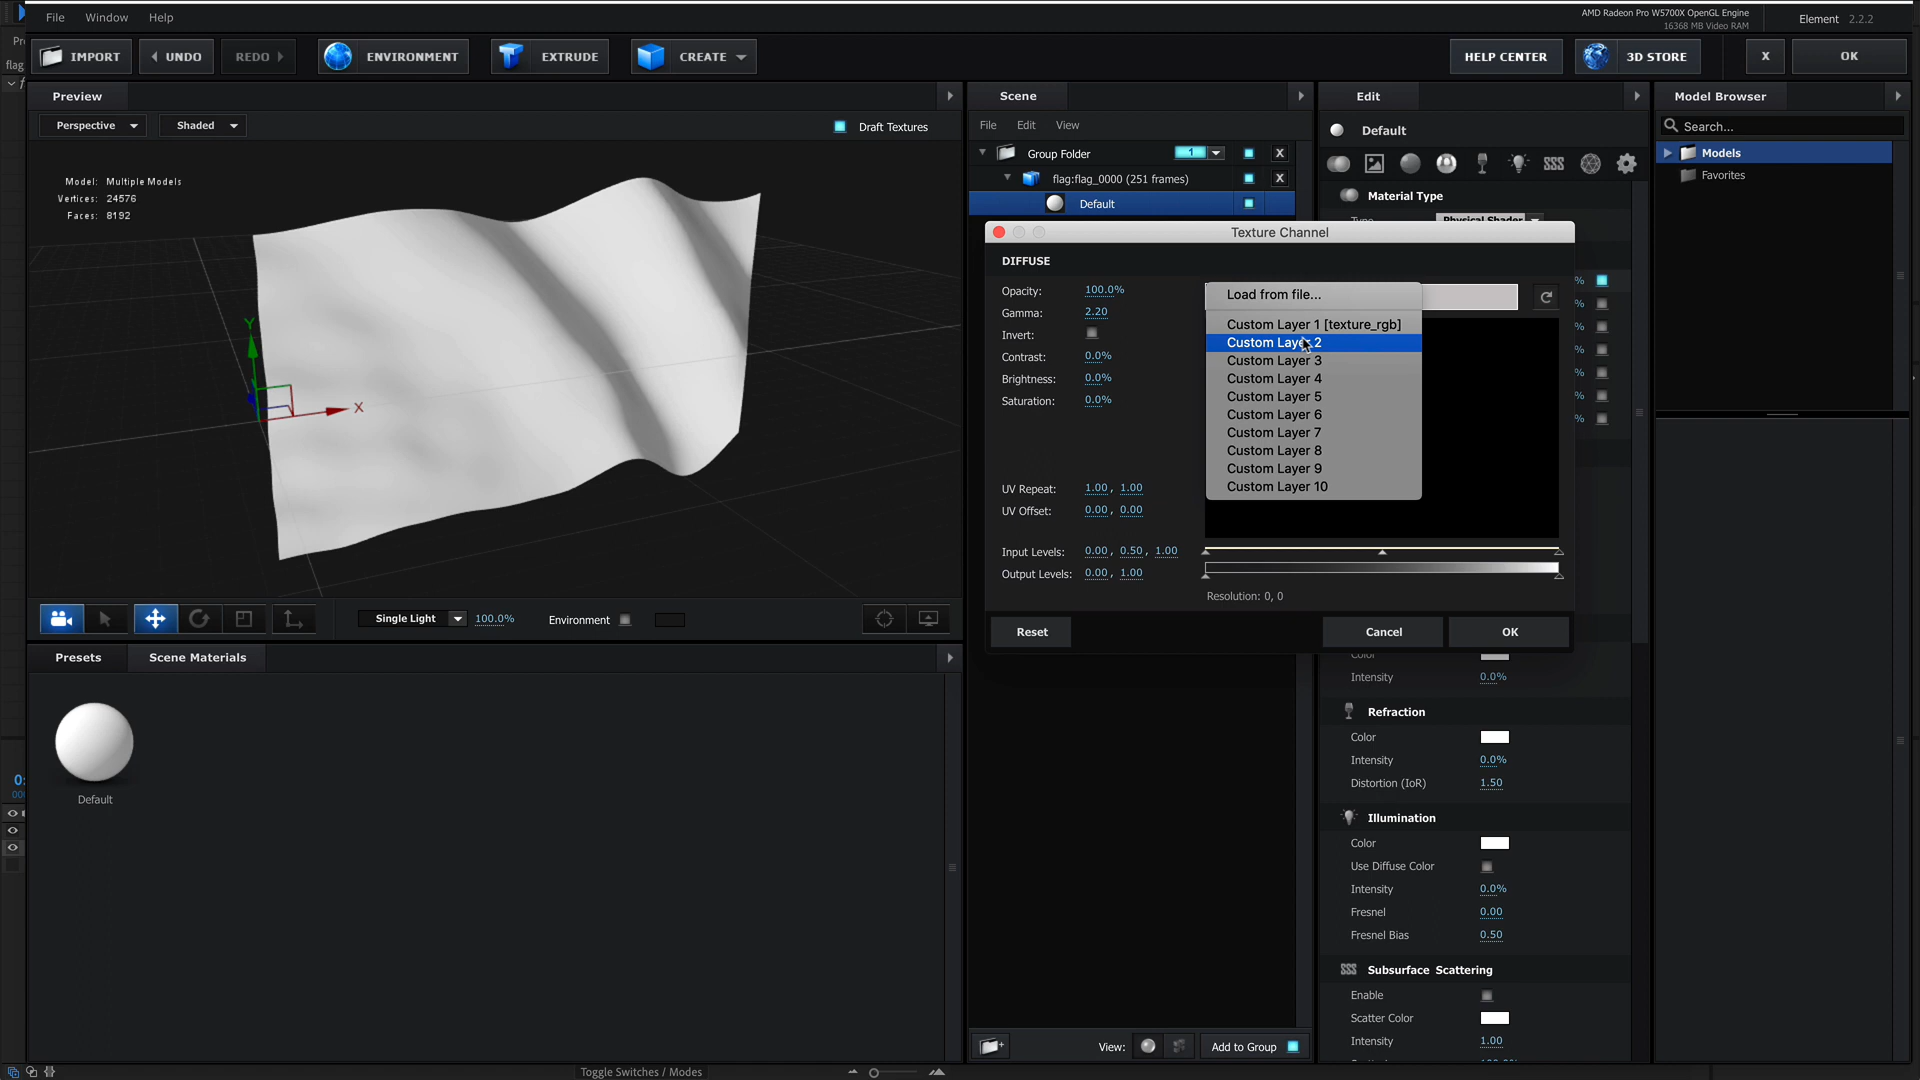 File Window Help
AMD Radeon Pro W5700X OpenGL Engine
16368 MB Video RAM
Element 2.2.2
IMPORT
UNDO
REDO
ENVIRONMENT
EXTRUDE
CREATE
HELP CENTER
3D STORE
X
OK
Preview
Perspective
Shaded
Draft Textures
Model: Multiple Models
Vertices: 24576
Faces: 8192
Y
X
Single Light
100.0%
Environment
Presets
Scene Materials
Default
Scene
File Edit View
Group Folder
1
X
flag:flag_0000 (251 frames)
X
Default
Edit
Default
Material Type
Texture Channel
DIFFUSE
Opacity: 100.0%
Gamma: 2.20
Invert:
Contrast: 0.0%
Brightness: 0.0%
Saturation: 0.0%
UV Repeat: 1.00, 1.00
UV Offset: 0.00, 0.00
Input Levels: 0.00, 0.50, 1.00
Output Levels: 0.00, 1.00
Load from file...
Custom Layer 1 [texture_rgb]
Custom Layer 2
Custom Layer 3
Custom Layer 4
Custom Layer 5
Custom Layer 6
Custom Layer 7
Custom Layer 8
Custom Layer 9
Custom Layer 10
Resolution: 0, 0
Reset
Cancel
OK
Color
Intensity 0.0%
Refraction
Color
Intensity 0.0%
Distortion (IoR) 1.50
Illumination
Color
Use Diffuse Color
Intensity 0.0%
Fresnel 0.00
Fresnel Bias 0.50
Subsurface Scattering
Enable
Scatter Color
Intensity 1.00
View:
Add to Group
Model Browser
Search...
Models
Favorites
flag
Toggle Switches / Modes